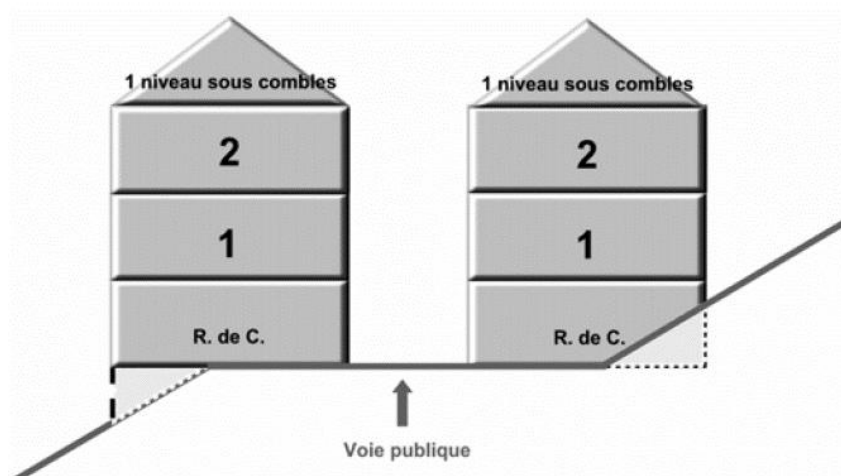 1 niveau sous combles
2
1
R. de C.
1 niveau sous combles
2
1
R. de C.
Voie publique